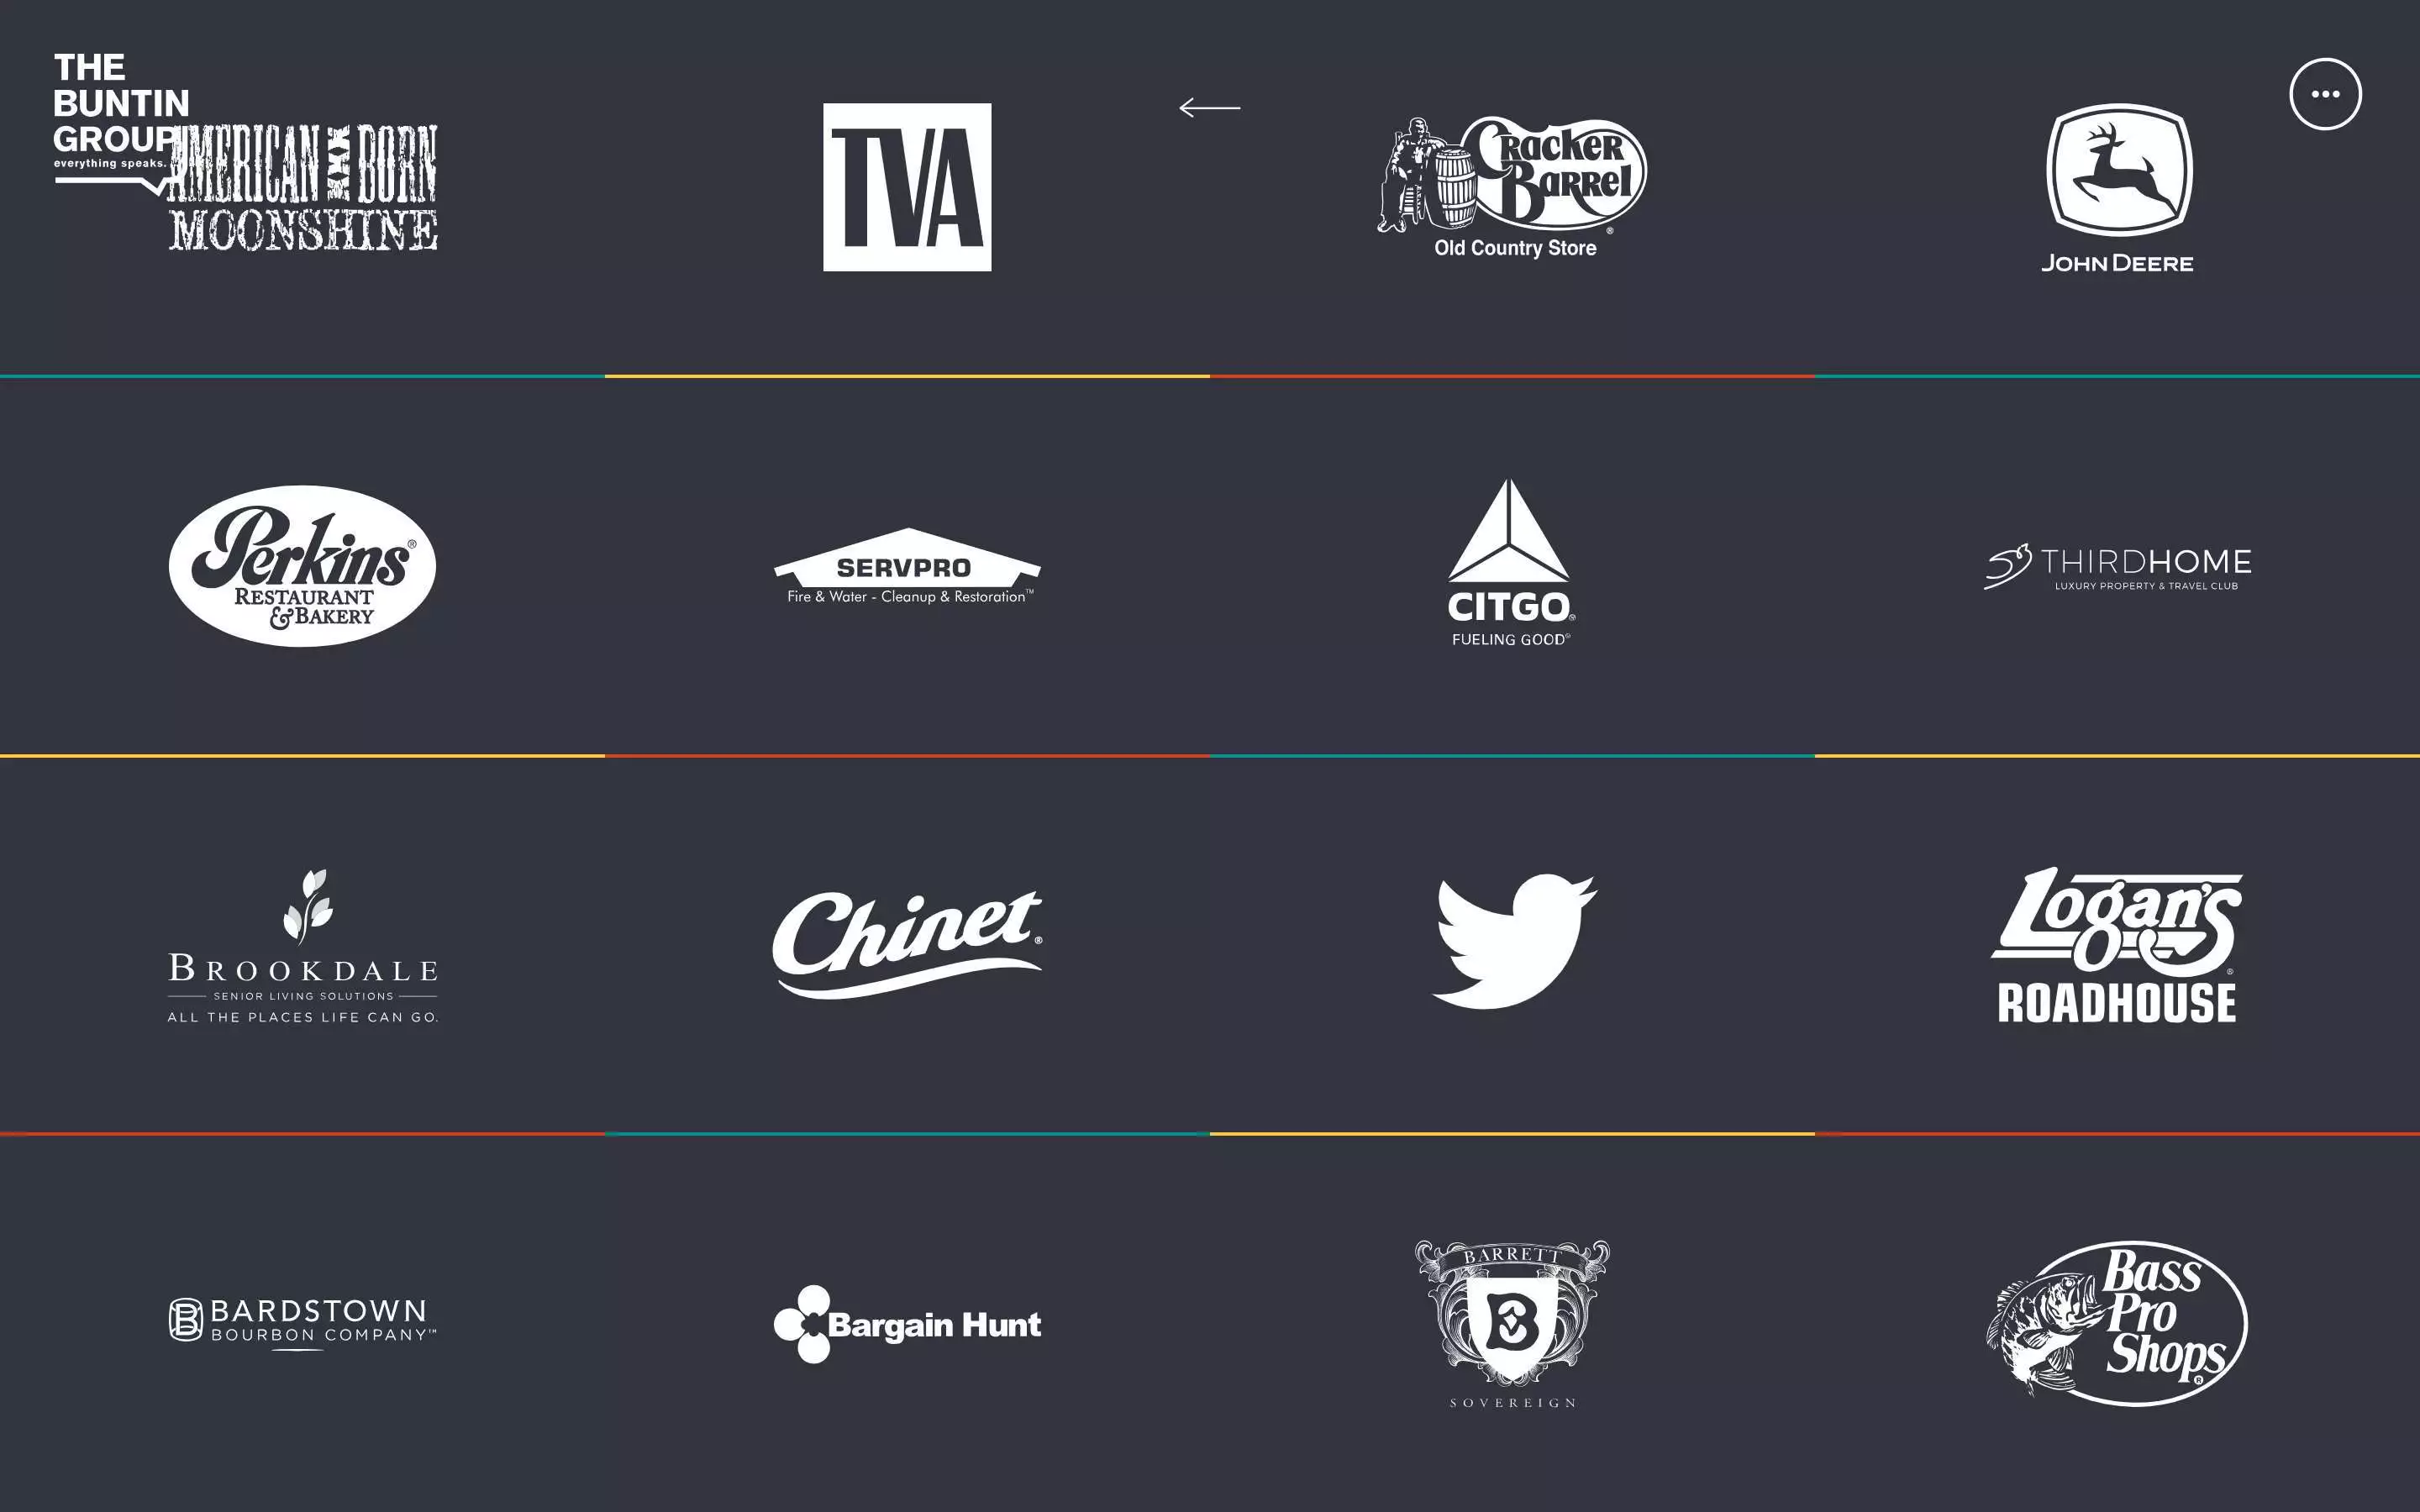 THE
BUNTIN
GROUP
everything speaks.
AMERICAN BORN
MOONSHINE
TVA
Cracker
Barrel
®
Old Country Store
JOHN DEERE
Perkins®
RESTAURANT
& BAKERY
SERVPRO
Fire & Water - Cleanup & Restoration™
CITGO®
FUELING GOOD®
THIRDHOME
LUXURY PROPERTY & TRAVEL CLUB
BROOKDALE
SENIOR LIVING SOLUTIONS
ALL THE PLACES LIFE CAN GO.
Chinet®
Logan's®
ROADHOUSE
B BARDSTOWN
BOURBON COMPANY™
Bargain Hunt
BARRETT
B
SOVEREIGN
Bass
Pro
Shops®